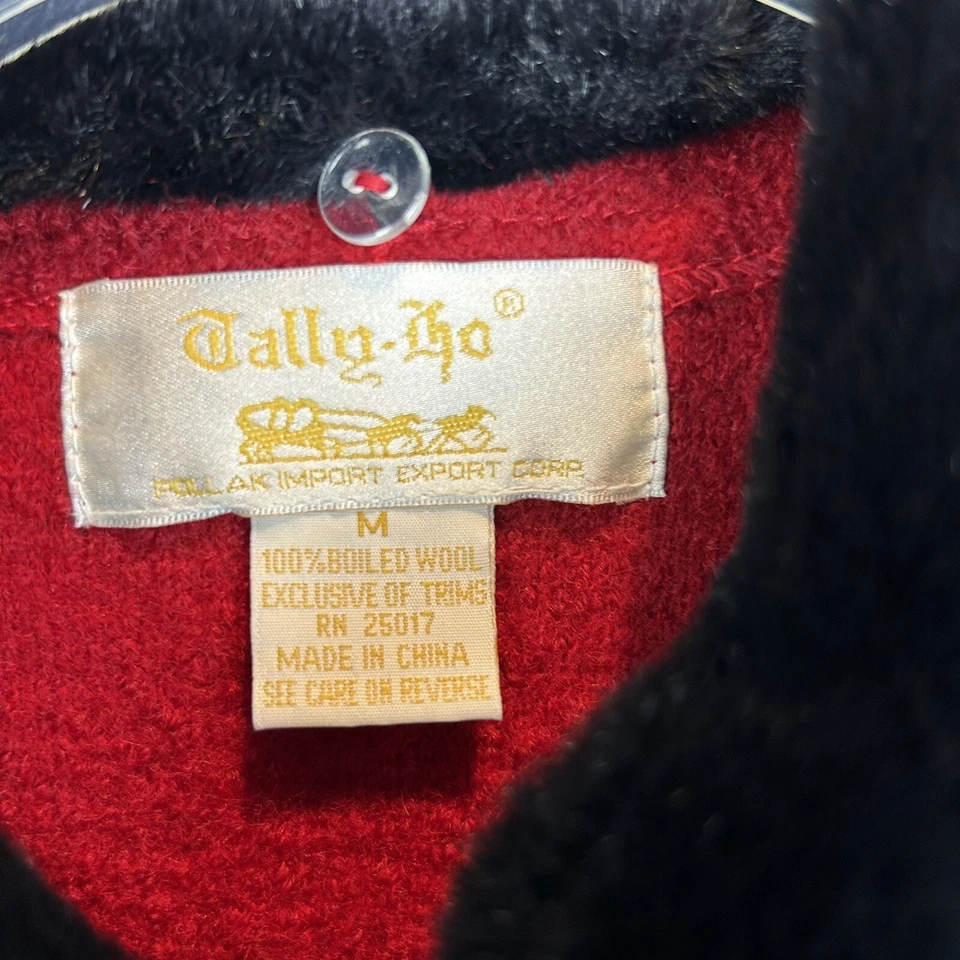 Tally-Ho®
POLLAK IMPORT EXPORT CORP.
M
100% BOILED WOOL
EXCLUSIVE OF TRIMS
RN 25017
MADE IN CHINA
SEE CARE ON REVERSE